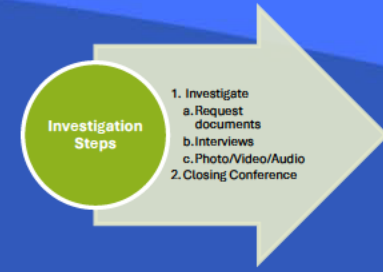 Investigation
Steps
1. Investigate
a. Request
documents
b. Interviews
c. Photo/Video/Audio
2. Closing Conference